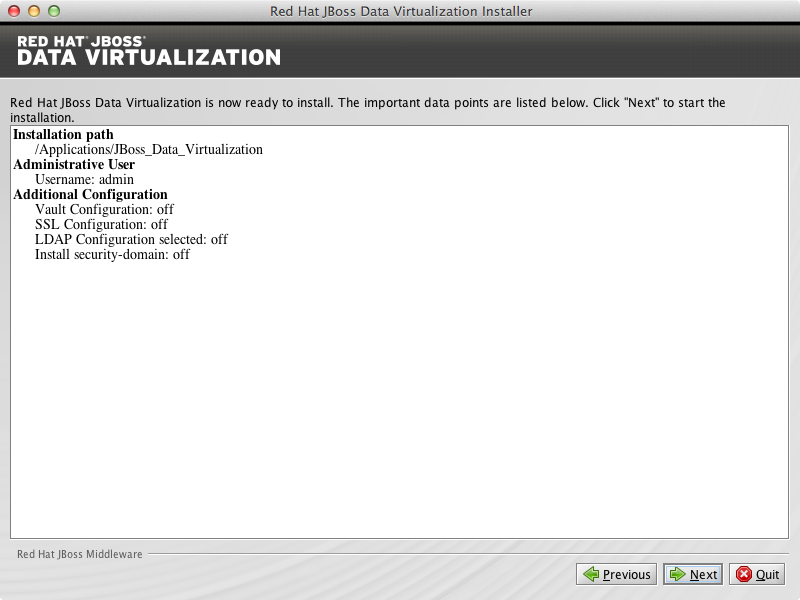 Red Hat JBoss Data Virtualization Installer
RED HAT® JBOSS®
DATA VIRTUALIZATION
Red Hat JBoss Data Virtualization is now ready to install. The important data points are listed below. Click "Next" to start the
installation.
Installation path
/Applications/JBoss_Data_Virtualization
Administrative User
Username: admin
Additional Configuration
Vault Configuration: off
SSL Configuration: off
LDAP Configuration selected: off
Install security-domain: off
Red Hat JBoss Middleware
Previous
Next
Quit